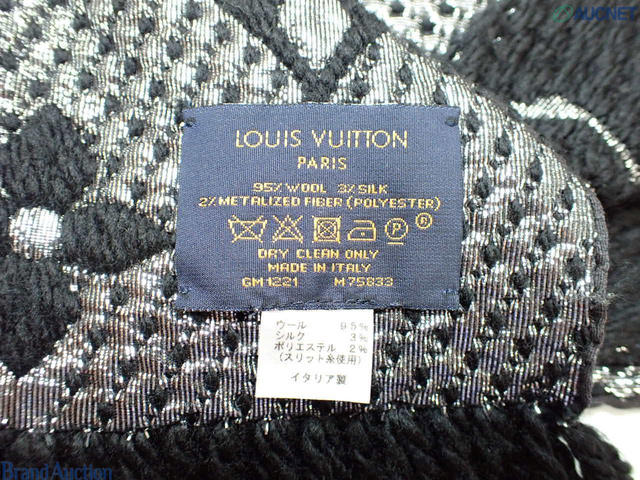 AUCNET
LOUIS VUITTON
PARIS
95% WOOL 3% SILK
2% METALIZED FIBER (POLYESTER)
P ®
DRY CLEAN ONLY
MADE IN ITALY
GM1221 M75833
ウール 95%
シルク 3%
ポリエステル 2%
(スリット糸使用)
イタリア製
Brand Auction